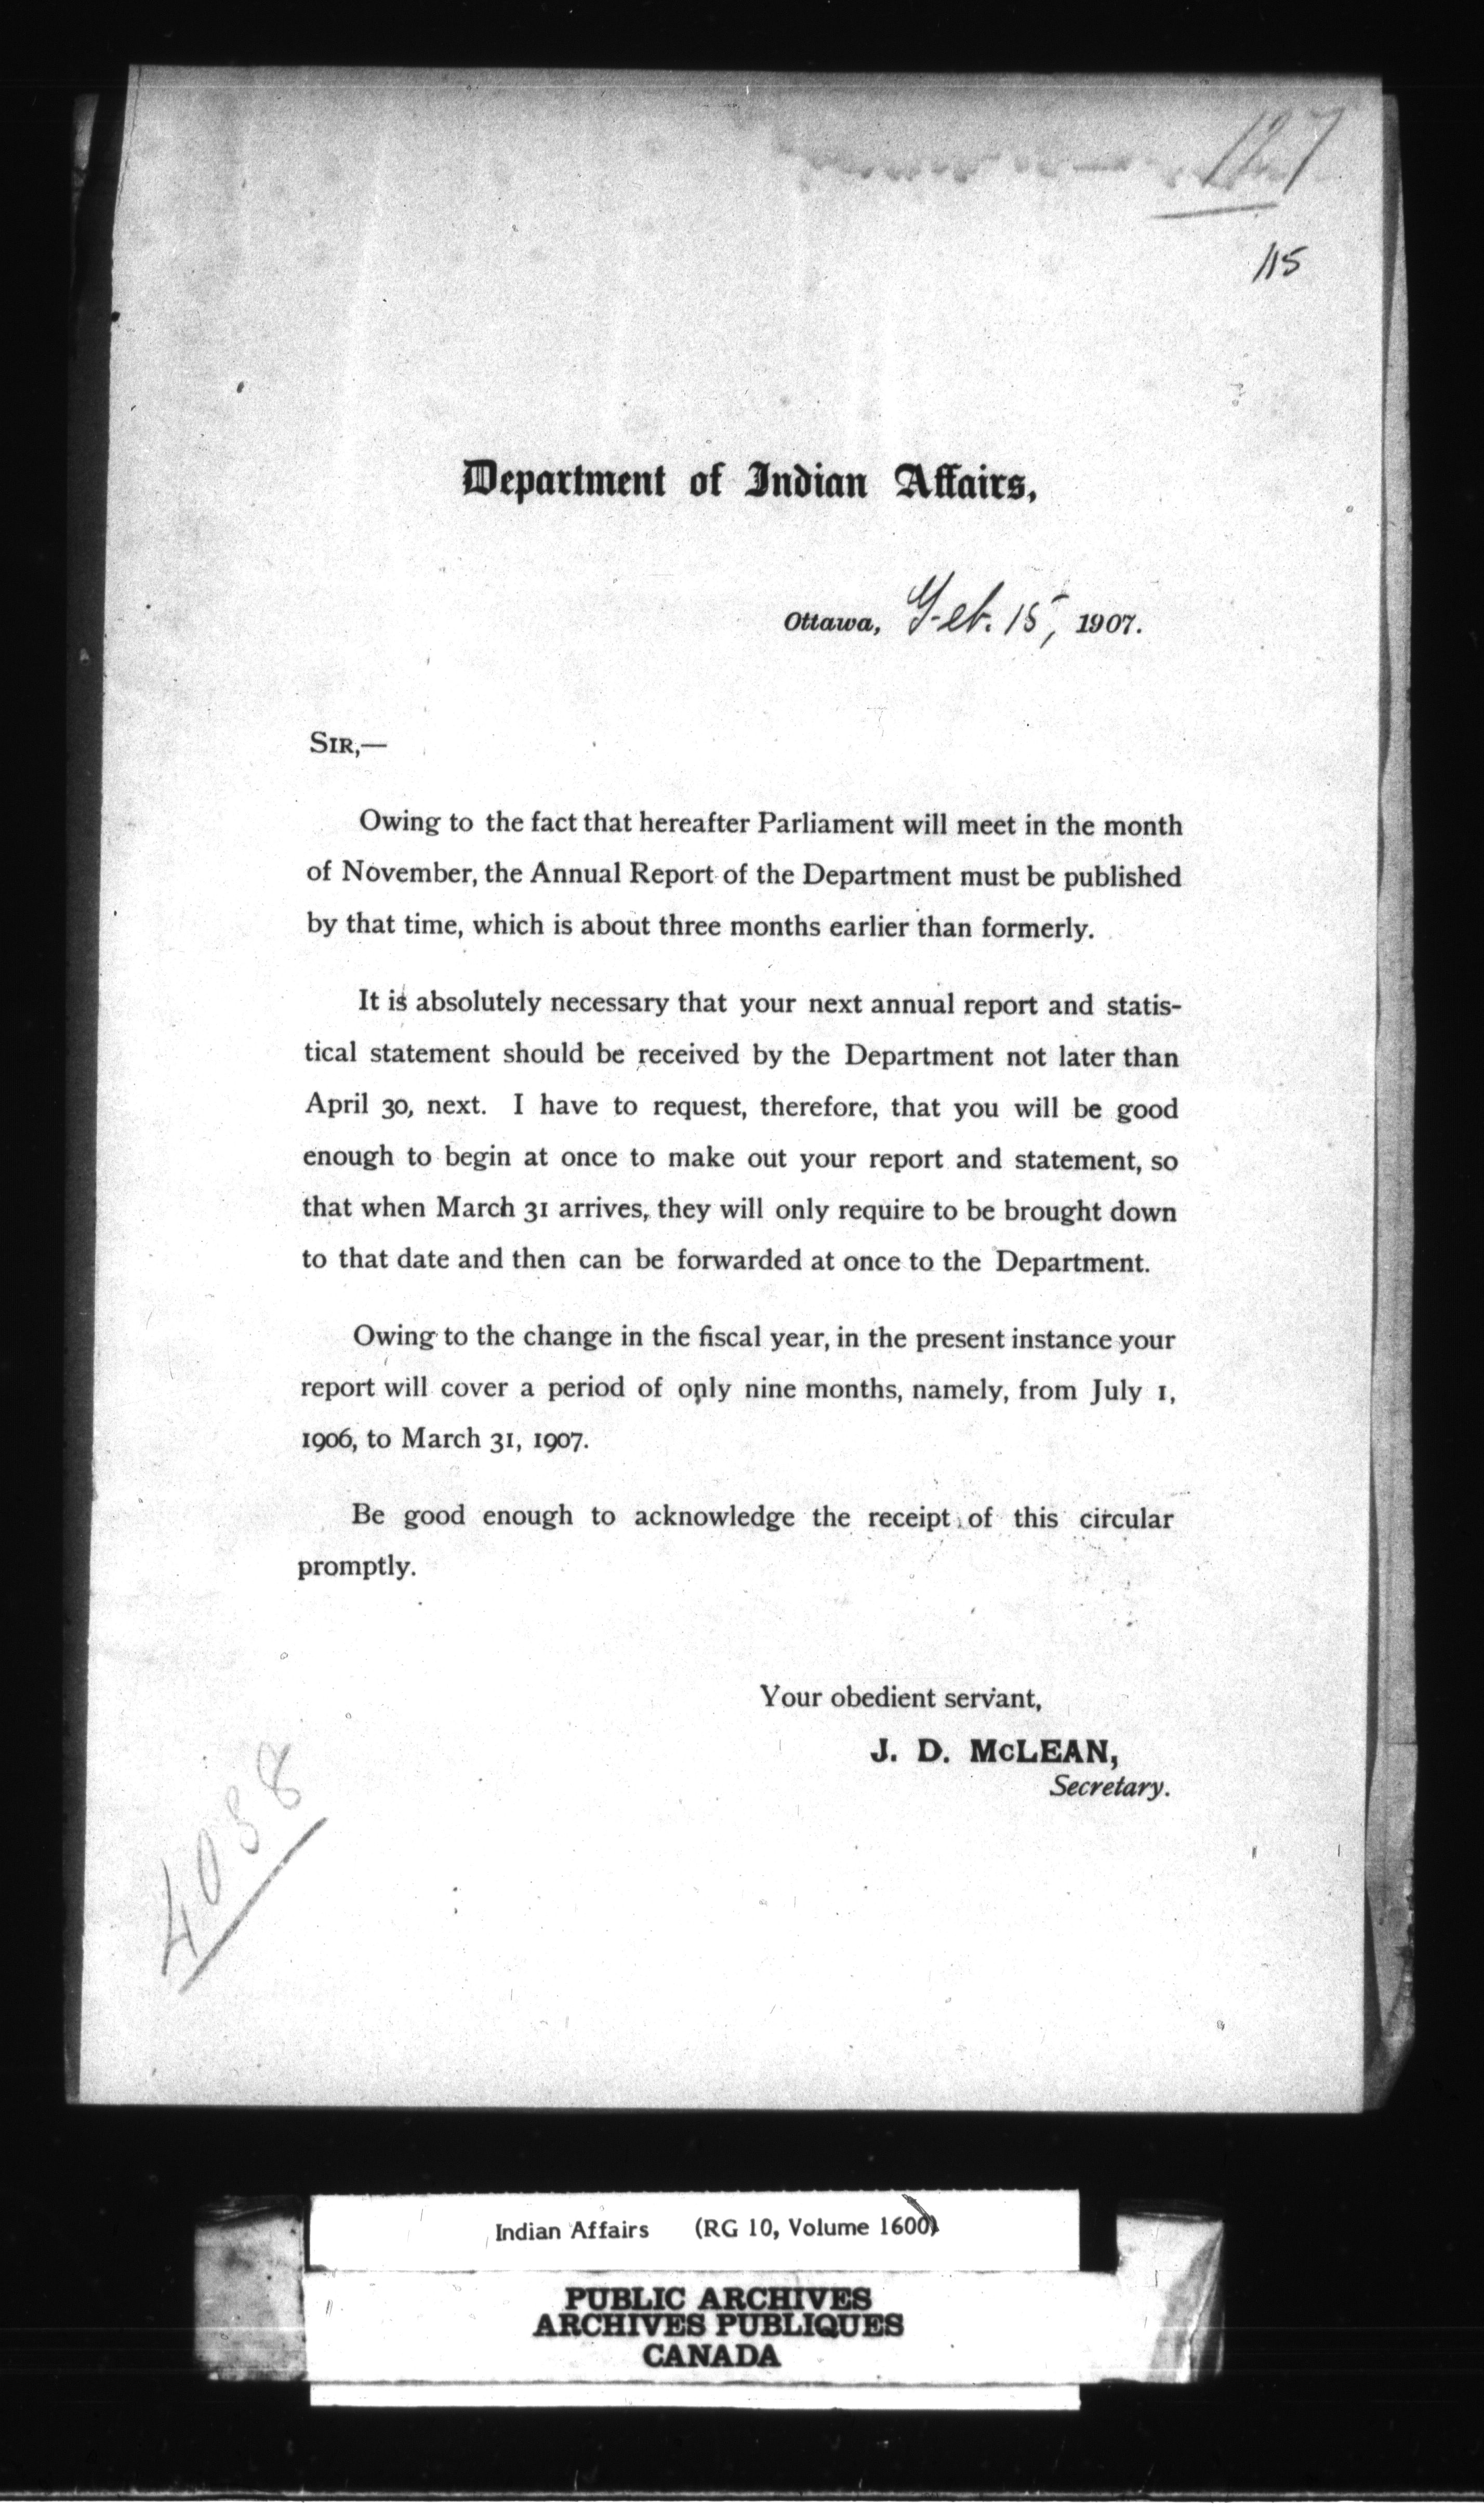 127
115
Department of Indian Affairs,
Ottawa, Feb. 15, 1907.
SIR,—
Owing to the fact that hereafter Parliament will meet in the month
of November, the Annual Report of the Department must be published
by that time, which is about three months earlier than formerly.
It is absolutely necessary that your next annual report and statis-
tical statement should be received by the Department not later than
April 30, next. I have to request, therefore, that you will be good
enough to begin at once to make out your report and statement, so
that when March 31 arrives, they will only require to be brought down
to that date and then can be forwarded at once to the Department.
Owing to the change in the fiscal year, in the present instance your
report will cover a period of only nine months, namely, from July 1,
1906, to March 31, 1907.
Be good enough to acknowledge the receipt of this circular
promptly.
Your obedient servant,
J. D. McLEAN,
Secretary.
4038
Indian Affairs (RG 10, Volume 1600)
PUBLIC ARCHIVES
ARCHIVES PUBLIQUES
CANADA